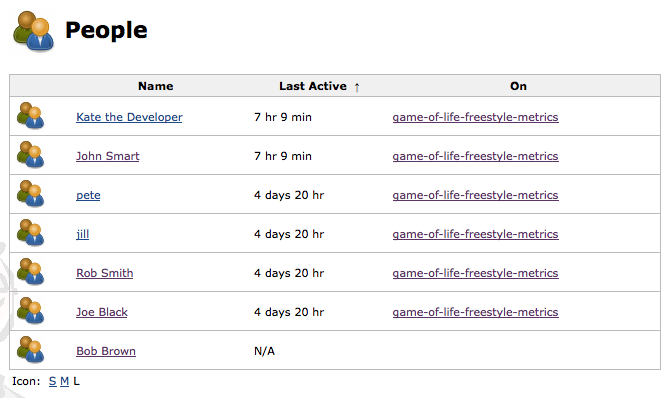 People
Name Last Active ↑ On
Kate the Developer 7 hr 9 min game-of-life-freestyle-metrics
John Smart 7 hr 9 min game-of-life-freestyle-metrics
pete 4 days 20 hr game-of-life-freestyle-metrics
jill 4 days 20 hr game-of-life-freestyle-metrics
Rob Smith 4 days 20 hr game-of-life-freestyle-metrics
Joe Black 4 days 20 hr game-of-life-freestyle-metrics
Bob Brown N/A
Icon: S M L